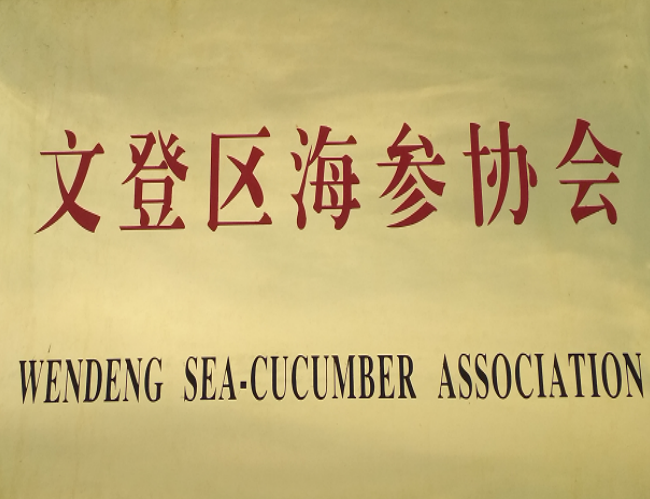 文登区海参协会
WENDENG SEA-CUCUMBER ASSOCIATION